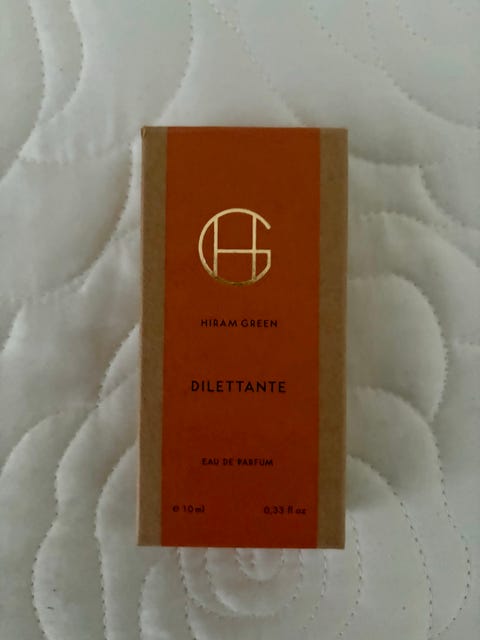 HG
HIRAM GREEN
DILETTANTE
EAU DE PARFUM
℮ 10 ml 0,33 fl oz